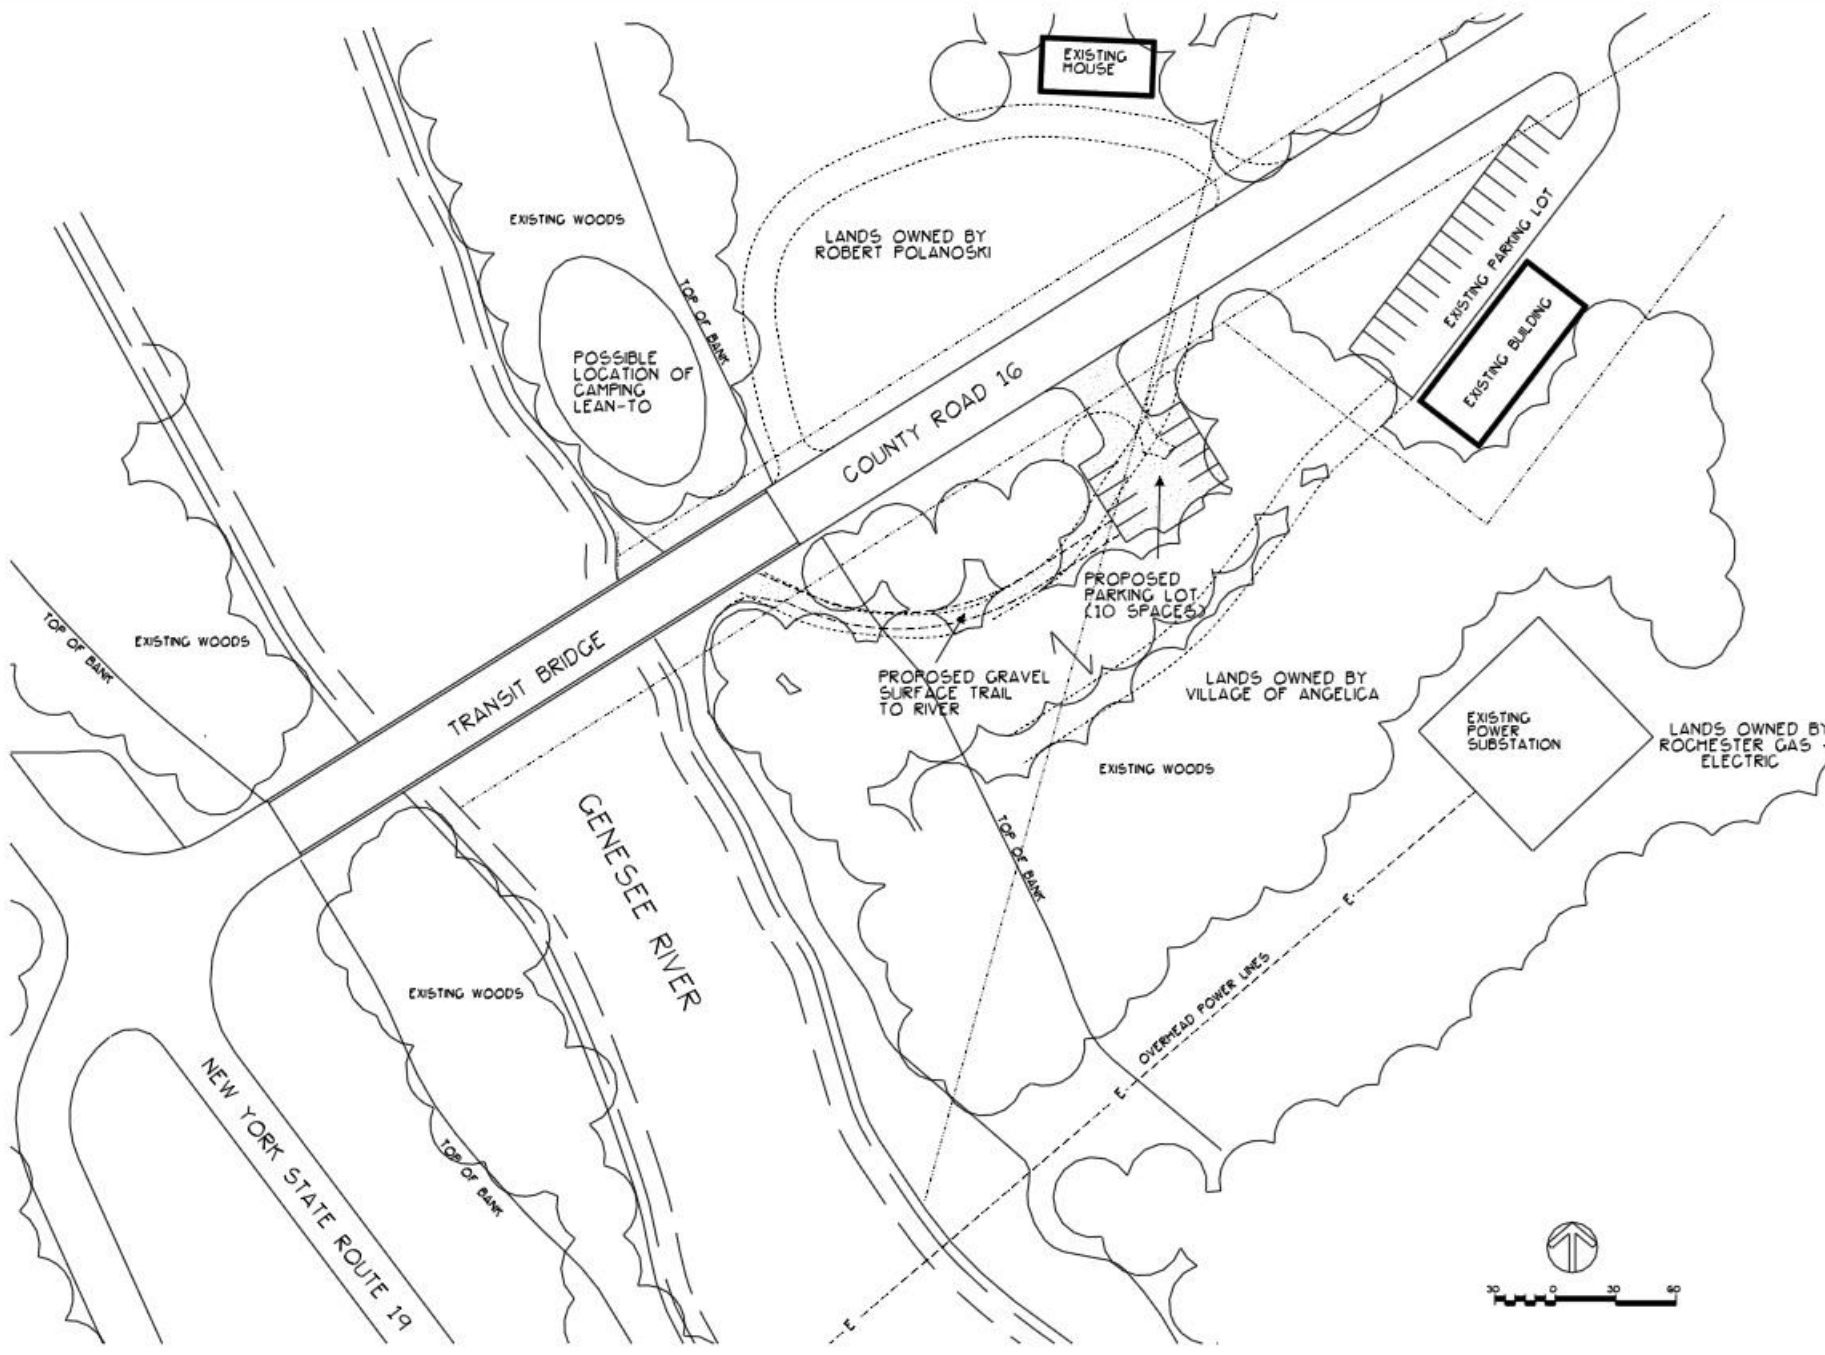 EXISTING
HOUSE
EXISTING WOODS
LANDS OWNED BY
ROBERT POLANOSKI
EXISTING PARKING LOT
TOP OF BANK
EXISTING BUILDING
POSSIBLE
LOCATION OF
CAMPING
LEAN-TO
COUNTY ROAD 16
PROPOSED
PARKING LOT
(10 SPACES)
TOP OF BANK
EXISTING WOODS
TRANSIT BRIDGE
PROPOSED GRAVEL
SURFACE TRAIL
TO RIVER
LANDS OWNED BY
VILLAGE OF ANGELICA
EXISTING
POWER
SUBSTATION
LANDS OWNED BY
ROCHESTER GAS
ELECTRIC
EXISTING WOODS
GENESEE RIVER
TOP OF BANK
E
EXISTING WOODS
OVERHEAD POWER LINES
E
NEW YORK STATE ROUTE 19
TOP OF BANK
E
30 0 30 60